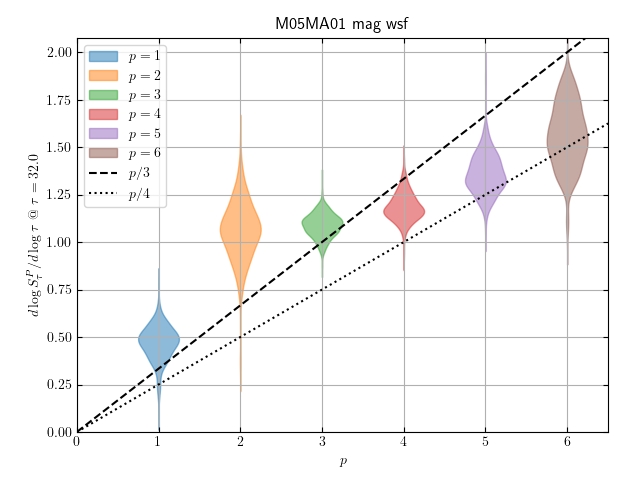 M05MA01 mag wsf
2.00
1.75
1.50
1.25
1.00
0.75
0.50
0.25
0.00
d log S_τ^P/d log τ @ τ = 32.0
p = 1
p = 2
p = 3
p = 4
p = 5
p = 6
p/3
p/4
0 1 2 3 4 5 6
p